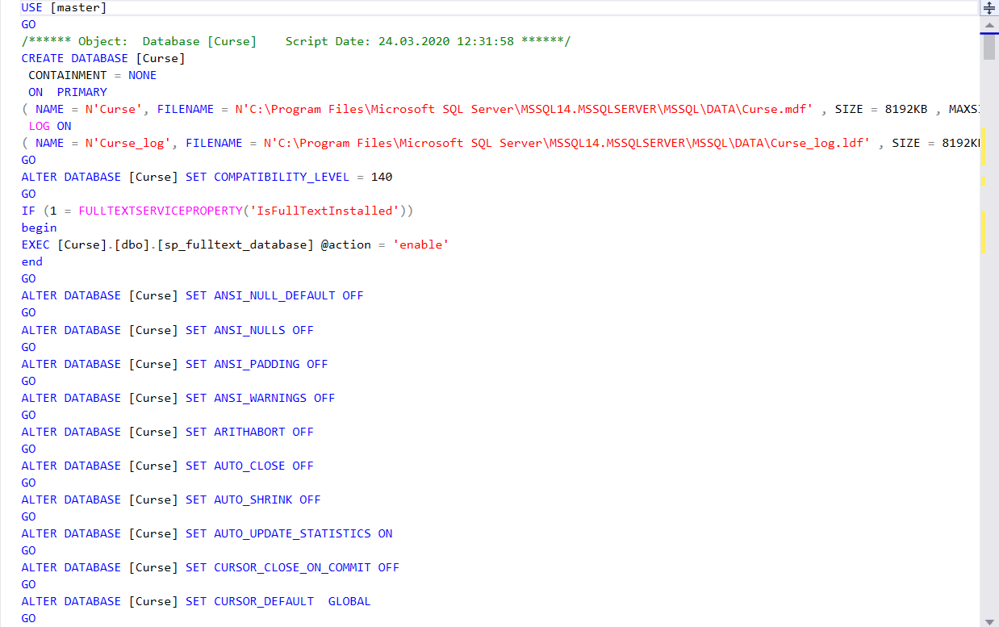 USE [master]
GO
/****** Object:  Database [Curse]    Script Date: 24.03.2020 12:31:58 ******/
CREATE DATABASE [Curse]
 CONTAINMENT = NONE
 ON  PRIMARY
( NAME = N'Curse', FILENAME = N'C:\Program Files\Microsoft SQL Server\MSSQL14.MSSQLSERVER\MSSQL\DATA\Curse.mdf' , SIZE = 8192KB ,
 LOG ON
( NAME = N'Curse_log', FILENAME = N'C:\Program Files\Microsoft SQL Server\MSSQL14.MSSQLSERVER\MSSQL\DATA\Curse_log.ldf' , SIZE =
GO
ALTER DATABASE [Curse] SET COMPATIBILITY_LEVEL = 140
GO
IF (1 = FULLTEXTSERVICEPROPERTY('IsFullTextInstalled'))
begin
EXEC [Curse].[dbo].[sp_fulltext_database] @action = 'enable'
end
GO
ALTER DATABASE [Curse] SET ANSI_NULL_DEFAULT OFF
GO
ALTER DATABASE [Curse] SET ANSI_NULLS OFF
GO
ALTER DATABASE [Curse] SET ANSI_PADDING OFF
GO
ALTER DATABASE [Curse] SET ANSI_WARNINGS OFF
GO
ALTER DATABASE [Curse] SET ARITHABORT OFF
GO
ALTER DATABASE [Curse] SET AUTO_CLOSE OFF
GO
ALTER DATABASE [Curse] SET AUTO_SHRINK OFF
GO
ALTER DATABASE [Curse] SET AUTO_UPDATE_STATISTICS ON
GO
ALTER DATABASE [Curse] SET CURSOR_CLOSE_ON_COMMIT OFF
GO
ALTER DATABASE [Curse] SET CURSOR_DEFAULT  GLOBAL
GO